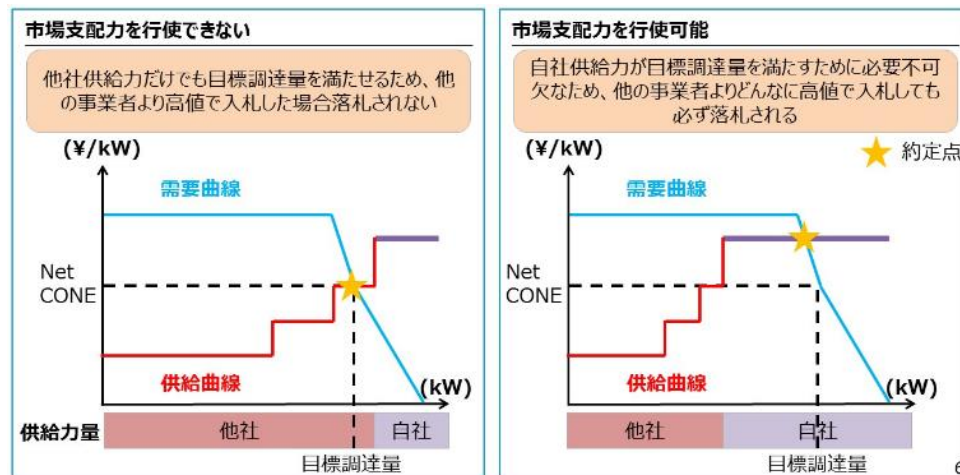 市場支配力を行使できない
他社供給力だけでも目標調達量を満たせるため、他
の事業者より高値で入札した場合落札されない
(¥/kW)
需要曲線
Net
CONE
供給曲線
(kW)
供給力量
他社
自社
目標調達量
市場支配力を行使可能
自社供給力が目標調達量を満たすために必要不可
欠なため、他の事業者よりどんなに高値で入札しても
必ず落札される
(¥/kW)
約定点
需要曲線
Net
CONE
供給曲線
(kW)
他社
自社
目標調達量
6